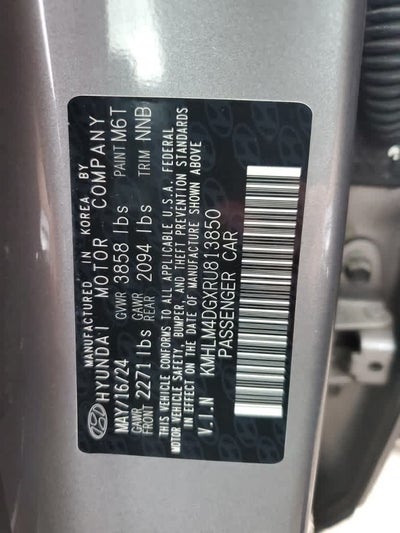 MANUFACTURED IN KOREA BY
HYUNDAI MOTOR COMPANY
MAY/16/24 GVWR 3858 lbs PAINT M6T
GAWR FRONT 2271 lbs GAWR REAR 2094 lbs TRIM NNB
THIS VEHICLE CONFORMS TO ALL APPLICABLE U.S.A. FEDERAL
MOTOR VEHICLE SAFETY, BUMPER, AND THEFT PREVENTION STANDARDS
IN EFFECT ON THE DATE OF MANUFACTURE SHOWN ABOVE
V.I.N KMHLM4DGXRU813850
PASSENGER CAR